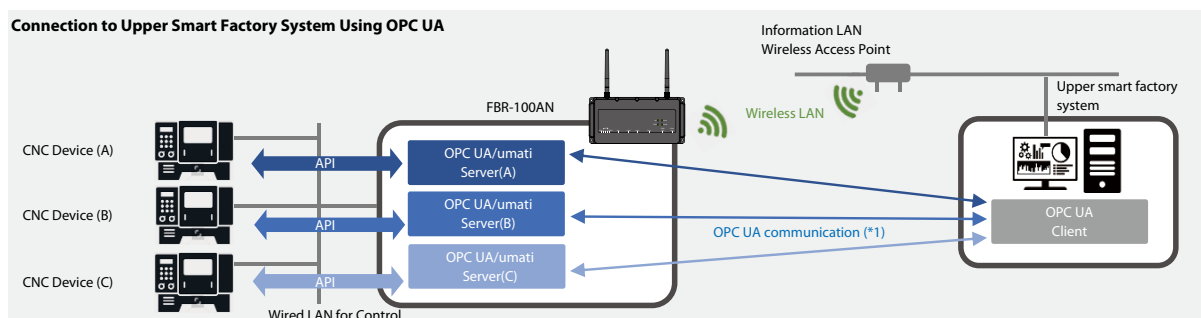 Connection to Upper Smart Factory System Using OPC UA
Information LAN
Wireless Access Point
Upper smart factory
system
FBR-100AN
Wireless LAN
CNC Device (A)
API
OPC UA/umati
Server(A)
CNC Device (B)
API
OPC UA/umati
Server(B)
OPC UA communication (*1)
OPC UA
Client
CNC Device (C)
API
OPC UA/umati
Server(C)
Wired LAN for Control